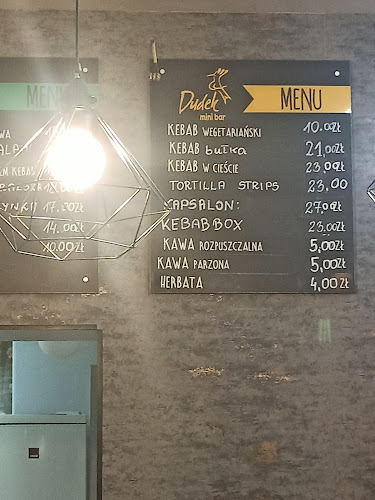 MENU
17.00zł
14.00zł
10.00zł
Dudek
mini bar
MENU
KEBAB WEGETARIAŃSKI 10.00zł
KEBAB bułka 21,00zł
KEBAB W CIEŚCIE 23,00zł
TORTILLA STRIPS 23,00
KAPSALON: 27,00zł
KEBAB BOX 23,00zł
KAWA ROZPUSZCZALNA 5,00zł
KAWA PARZONA 5,00zł
HERBATA 4,00zł